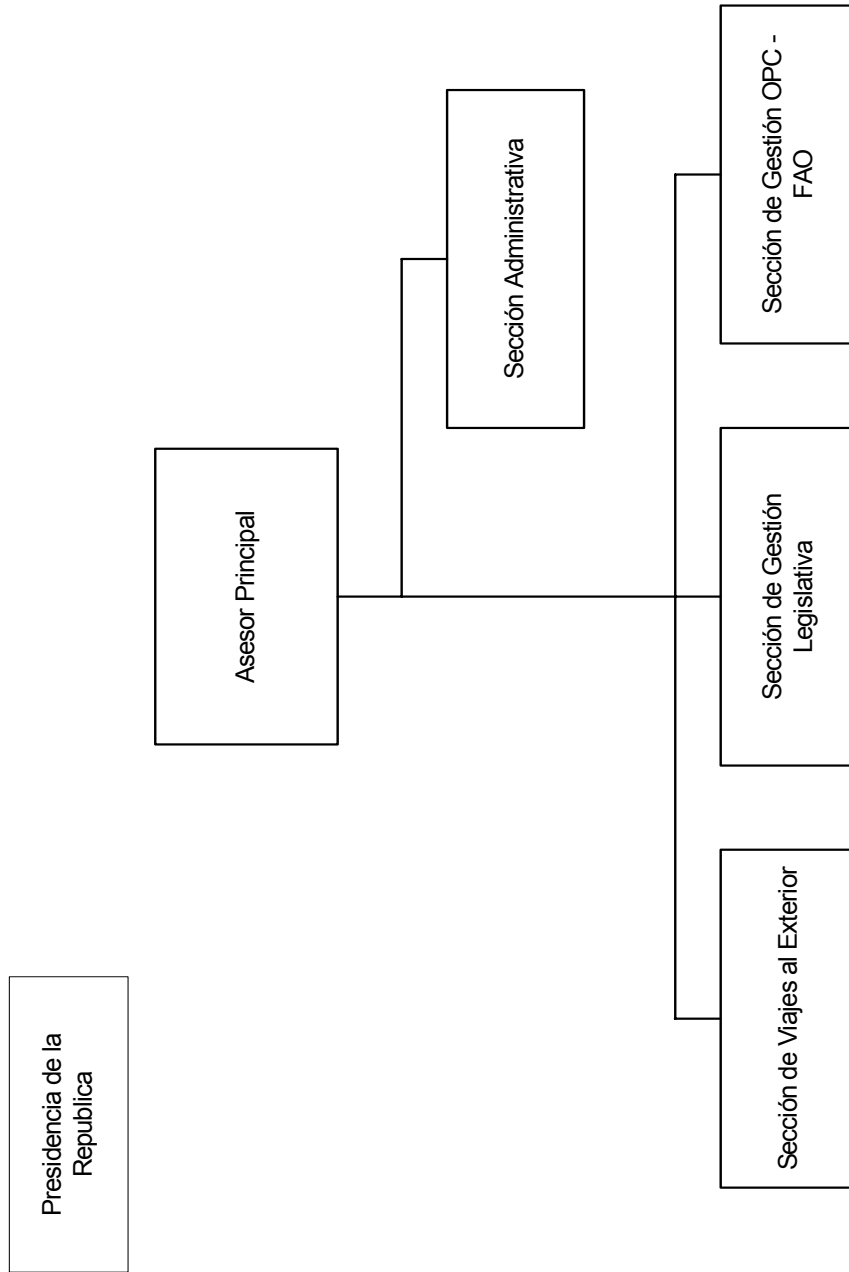 Presidencia de la
Republica
Asesor Principal
Sección Administrativa
Sección de Viajes al Exterior
Sección de Gestión
Legislativa
Sección de Gestión OPC -
FAO